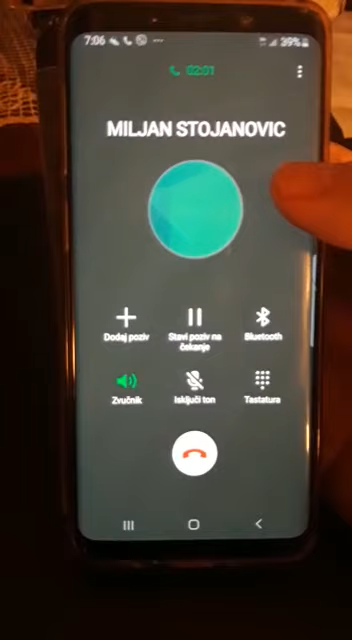 7:06 39%
02:01
MILJAN STOJANOVIC
Dodaj poziv
Stavi poziv na
čekanje
Bluetooth
Zvučnik
Isključi ton
Tastatura